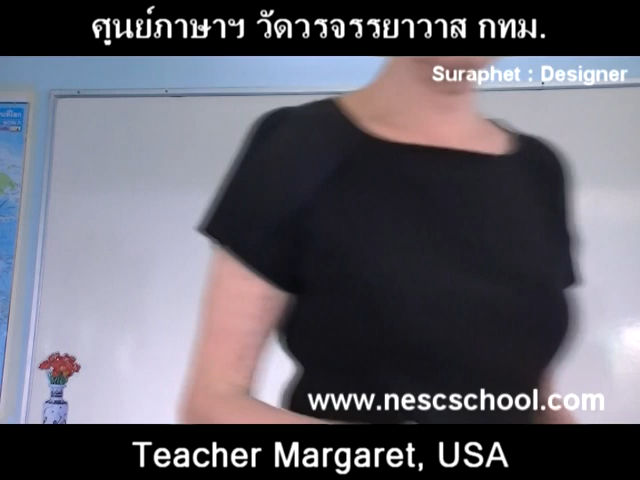 ศูนย์ภาษาฯ วัดวรจรรยาวาส กทม.
Suraphet : Designer
www.nescschool.com
Teacher Margaret, USA